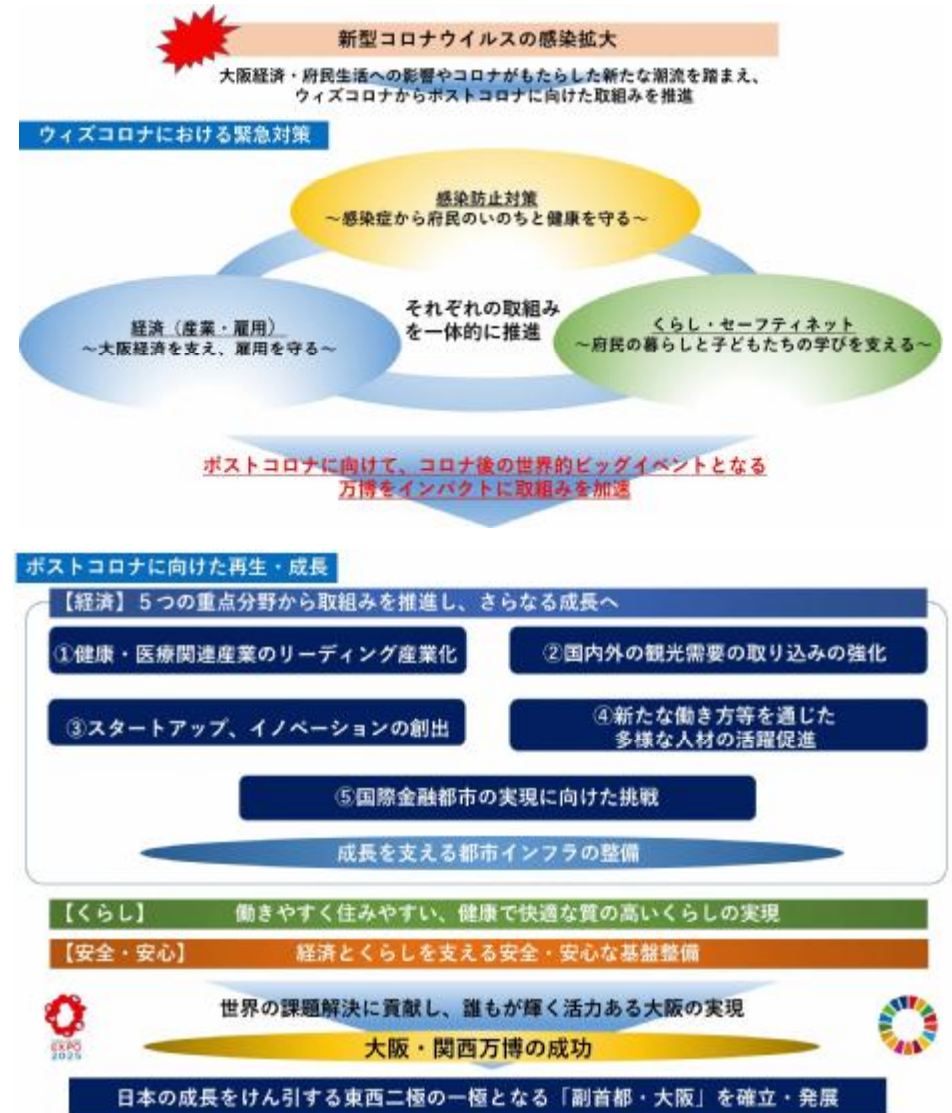 新型コロナウイルスの感染拡大
大阪経済・府民生活への影響やコロナがもたらした新たな潮流を踏まえ、
ウィズコロナからポストコロナに向けた取組みを推進
ウィズコロナにおける緊急対策
感染防止対策
～感染症から府民のいのちと健康を守る～
経済（産業・雇用）
～大阪経済を支え、雇用を守る～
それぞれの取組み
を一体的に推進
くらし・セーフティネット
～府民の暮らしと子どもたちの学びを支える～
ポストコロナに向けて、コロナ後の世界的ビッグイベントとなる
万博をインパクトに取組みを加速
ポストコロナに向けた再生・成長
【経済】５つの重点分野から取組みを推進し、さらなる成長へ
①健康・医療関連産業のリーディング産業化
②国内外の観光需要の取り込みの強化
③スタートアップ、イノベーションの創出
④新たな働き方等を通じた
多様な人材の活躍促進
⑤国際金融都市の実現に向けた挑戦
成長を支える都市インフラの整備
【くらし】 働きやすく住みやすい、健康で快適な質の高いくらしの実現
【安全・安心】 経済とくらしを支える安全・安心な基盤整備
世界の課題解決に貢献し、誰もが輝く活力ある大阪の実現
EXPO
2025
大阪・関西万博の成功
日本の成長をけん引する東西二極の一極となる「副首都・大阪」を確立・発展